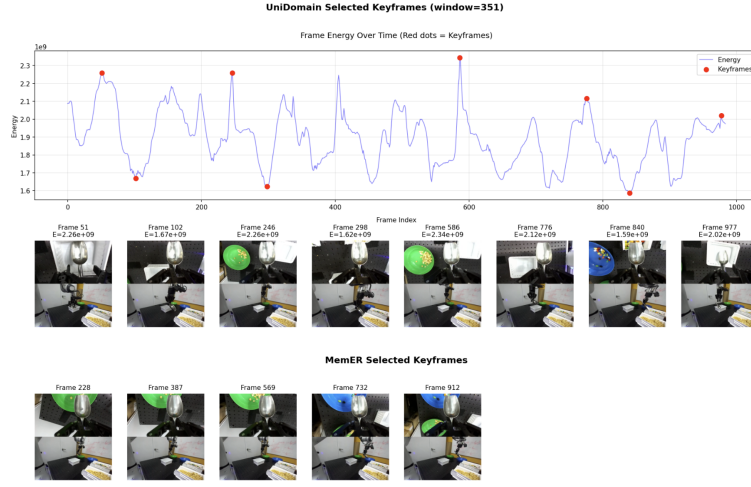 UniDomain Selected Keyframes (window=351)
Frame Energy Over Time (Red dots = Keyframes)
1e9
Energy
Keyframes
2.3
2.2
2.1
2.0
1.9
1.8
1.7
1.6
Energy
0
200
400
600
800
1000
Frame Index
Frame 51
E=2.26e+09
Frame 102
E=1.67e+09
Frame 246
E=2.26e+09
Frame 298
E=1.62e+09
Frame 586
E=2.34e+09
Frame 776
E=2.12e+09
Frame 840
E=1.59e+09
Frame 977
E=2.02e+09
MemER Selected Keyframes
Frame 228
Frame 387
Frame 569
Frame 732
Frame 912